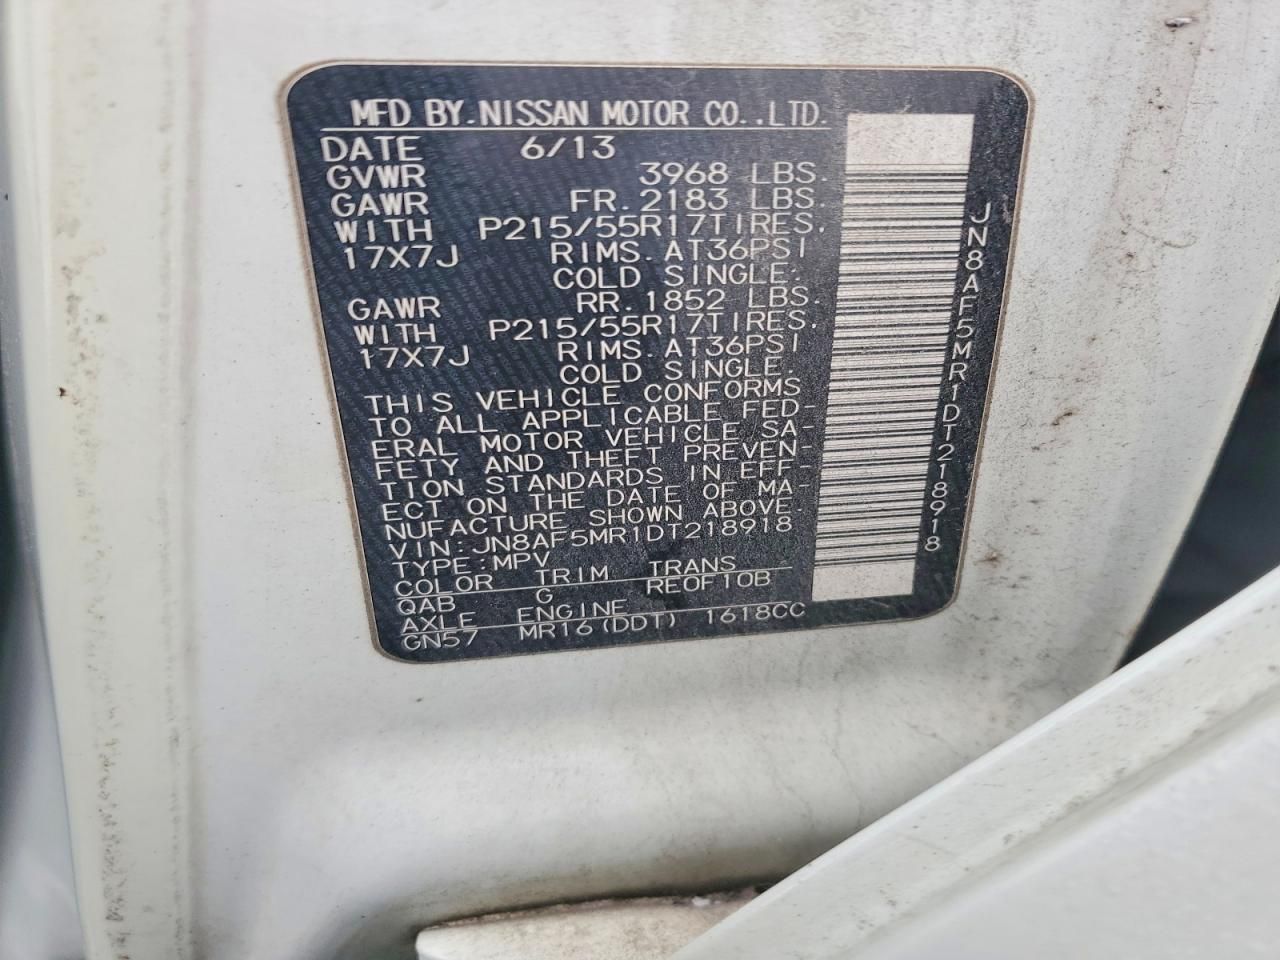 MFD BY. NISSAN MOTOR CO.,LTD.
DATE 6/13
GVWR 3968 LBS.
GAWR FR. 2183 LBS.
WITH P215/55R17TIRES.
17X7J RIMS. AT36PSI
COLD SINGLE.
GAWR RR. 1852 LBS.
WITH P215/55R17TIRES.
17X7J RIMS. AT36PSI
COLD SINGLE.
THIS VEHICLE CONFORMS
TO ALL APPLICABLE FED-
ERAL MOTOR VEHICLE SA-
FETY AND THEFT PREVEN-
TION STANDARDS IN EFF-
ECT ON THE DATE OF MA-
NUFACTURE SHOWN ABOVE.
VIN: JN8AF5MR1DT218918
TYPE: MPV
COLOR TRIM TRANS
QAB G RE0F10B
AXLE ENGINE
GN57 MR16(DDT) 1618CC
JN8AF5MR1DT218918